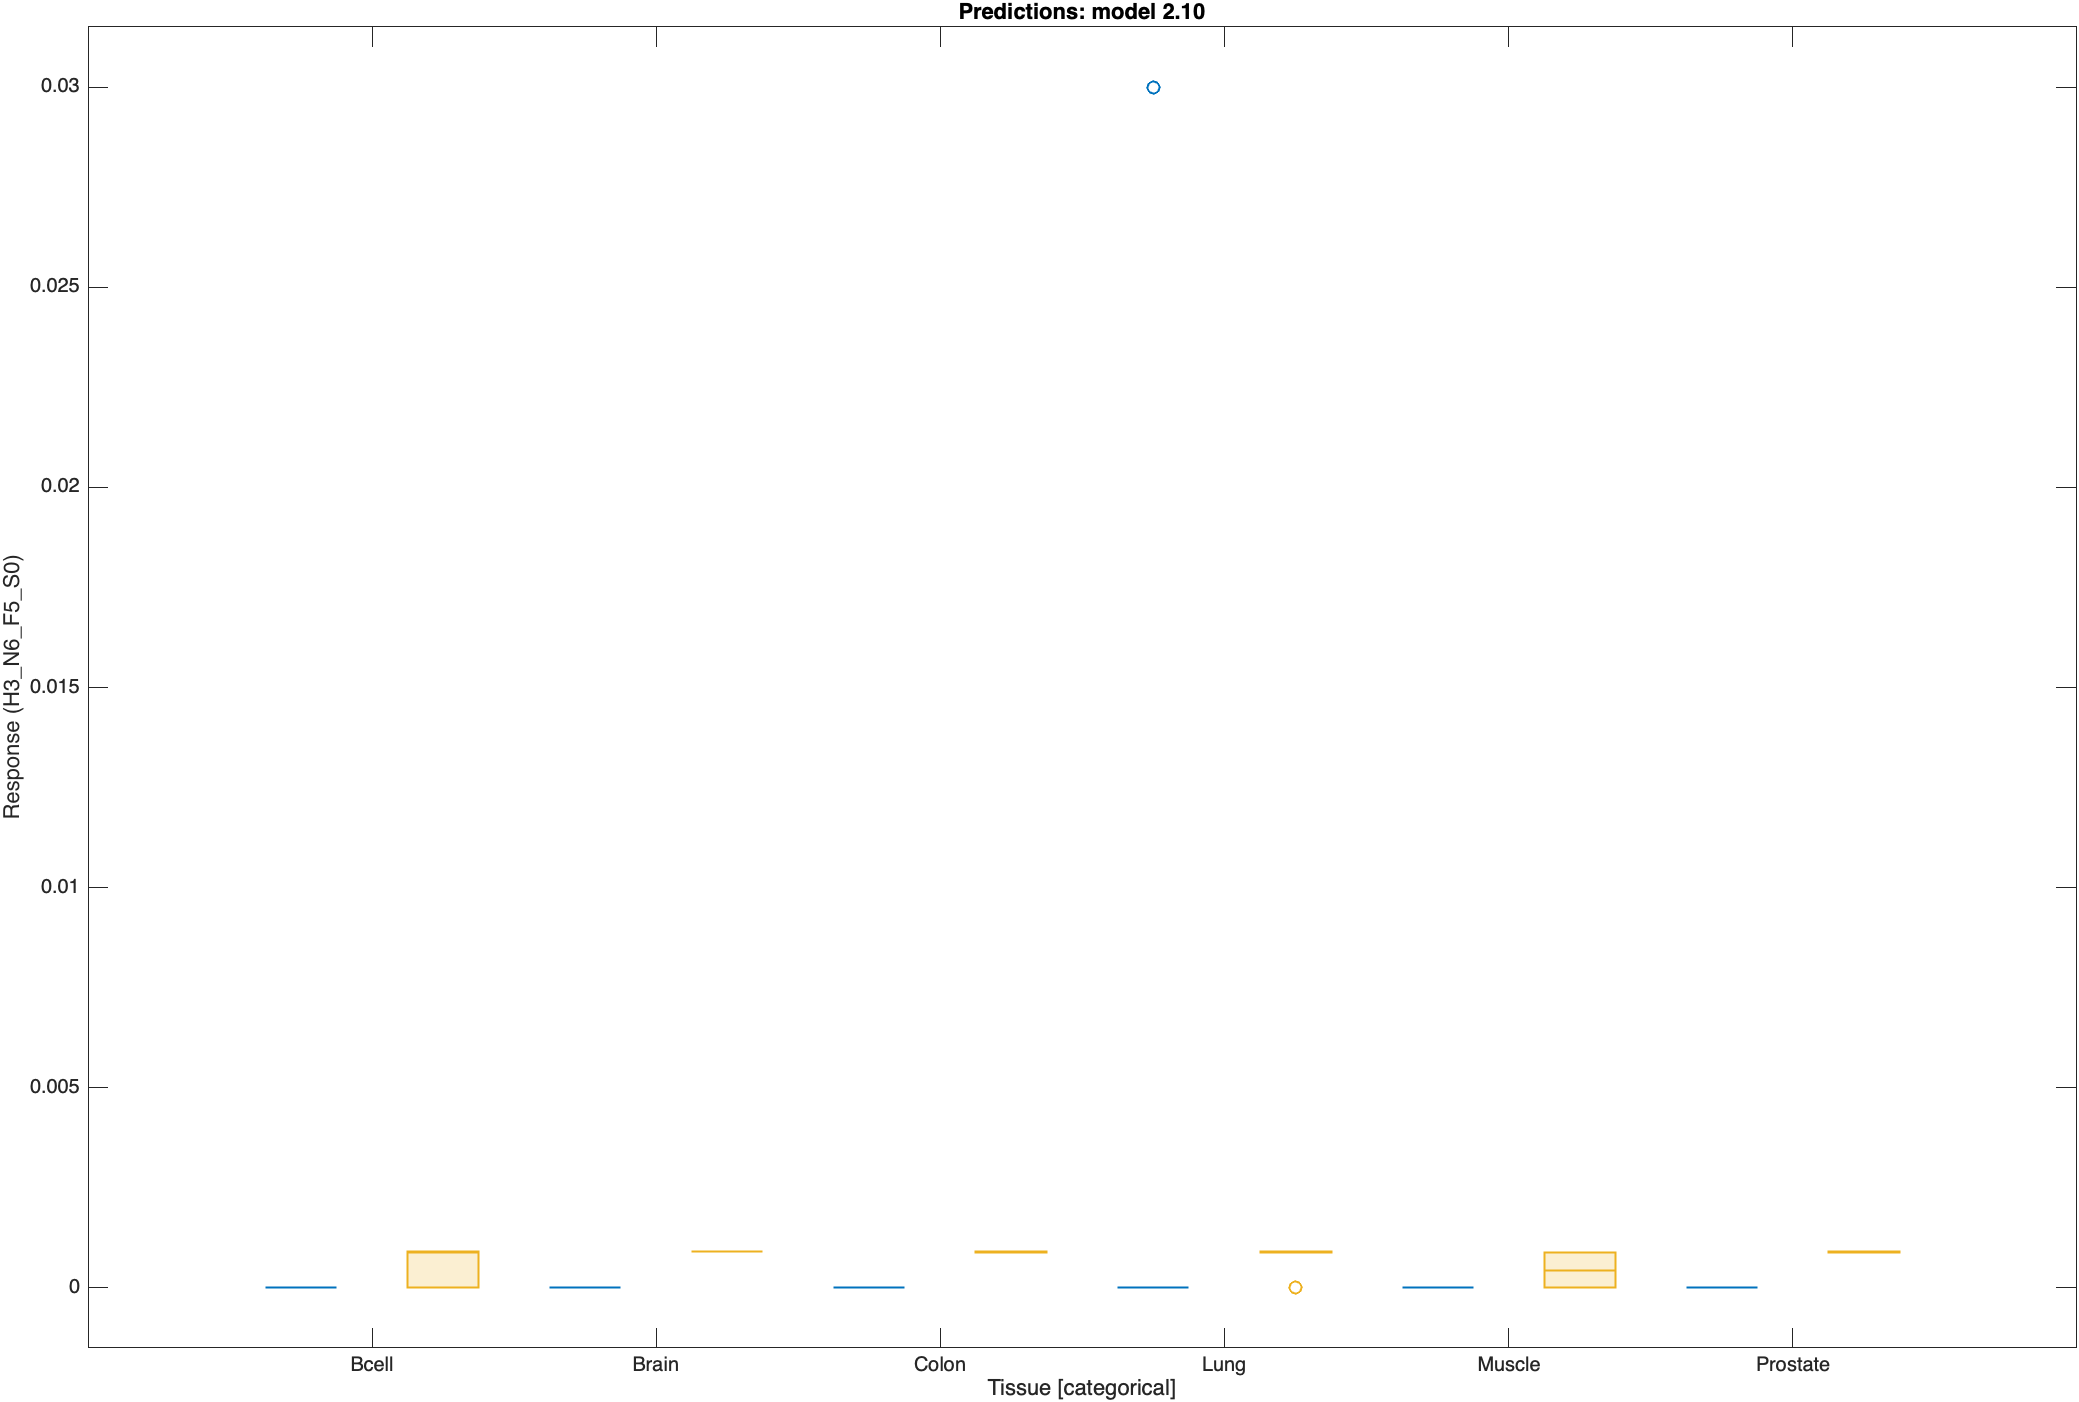 Predictions: model 2.10
0.03
0.025
0.02
0.015
0.01
0.005
0
Response (H3_N6_F5_S0)
Bcell Brain Colon Lung Muscle Prostate
Tissue [categorical]